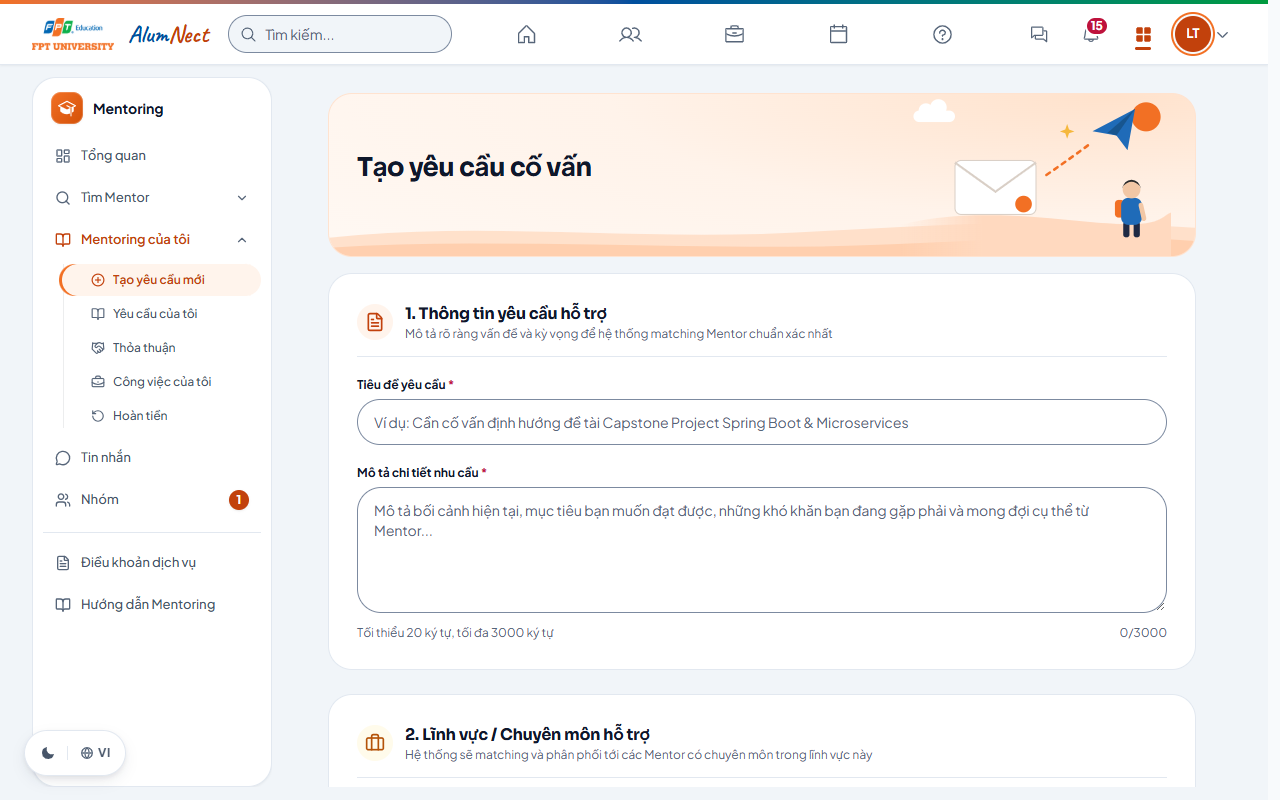 FPT Education
FPT UNIVERSITY
AlumNect
Tìm kiếm...
15
LT
Mentoring
Tổng quan
Tìm Mentor
Mentoring của tôi
Tạo yêu cầu mới
Yêu cầu của tôi
Thỏa thuận
Công việc của tôi
Hoàn tiền
Tin nhắn
Nhóm
1
Điều khoản dịch vụ
Hướng dẫn Mentoring
VI
Tạo yêu cầu cố vấn
1. Thông tin yêu cầu hỗ trợ
Mô tả rõ ràng vấn đề và kỳ vọng để hệ thống matching Mentor chuẩn xác nhất
Tiêu đề yêu cầu *
Ví dụ: Cần cố vấn định hướng đề tài Capstone Project Spring Boot & Microservices
Mô tả chi tiết nhu cầu *
Mô tả bối cảnh hiện tại, mục tiêu bạn muốn đạt được, những khó khăn bạn đang gặp phải và mong đợi cụ thể từ
Mentor...
Tối thiểu 20 ký tự, tối đa 3000 ký tự
0/3000
2. Lĩnh vực / Chuyên môn hỗ trợ
Hệ thống sẽ matching và phân phối tới các Mentor có chuyên môn trong lĩnh vực này